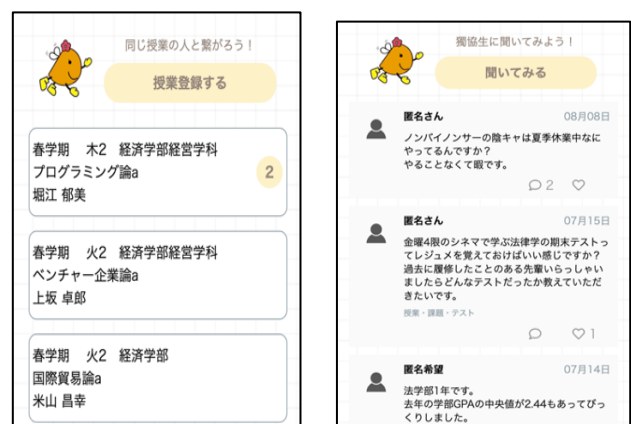 同じ授業の人と繋がろう！
授業登録する
春学期　木2　経済学部経営学科
プログラミング論a
堀江 郁美
2
春学期　火2　経済学部経営学科
ベンチャー企業論a
上坂 卓郎
春学期　火2　経済学部
国際貿易論a
米山 昌幸
獨協生に聞いてみよう！
聞いてみる
匿名さん　08月08日
ノンバイノンサーの陰キャは夏季休業中なに
やってるんですか？
やることなくて暇です。
2
匿名さん　07月15日
金曜4限のシネマで学ぶ法律学の期末テストっ
てレジュメを覚えておけばいい感じですか？
過去に履修したことのある先輩いらっしゃい
ましたらどんなテストだったか教えていただ
きたいです。
授業・課題・テスト
1
匿名希望　07月14日
法学部1年です。
去年の学部GPAの中央値が2.44もあってびっ
くりしました。